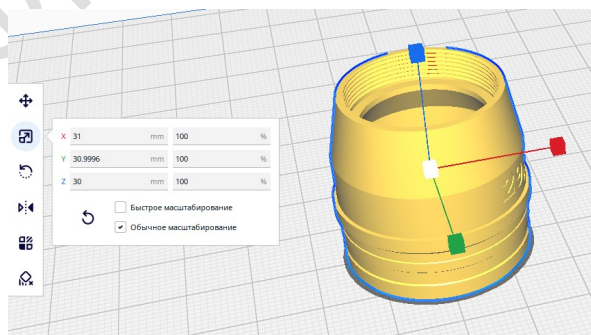 X 31 mm 100 %
Y 30.9996 mm 100 %
Z 30 mm 100 %
Быстрое масштабирование
Обычное масштабирование